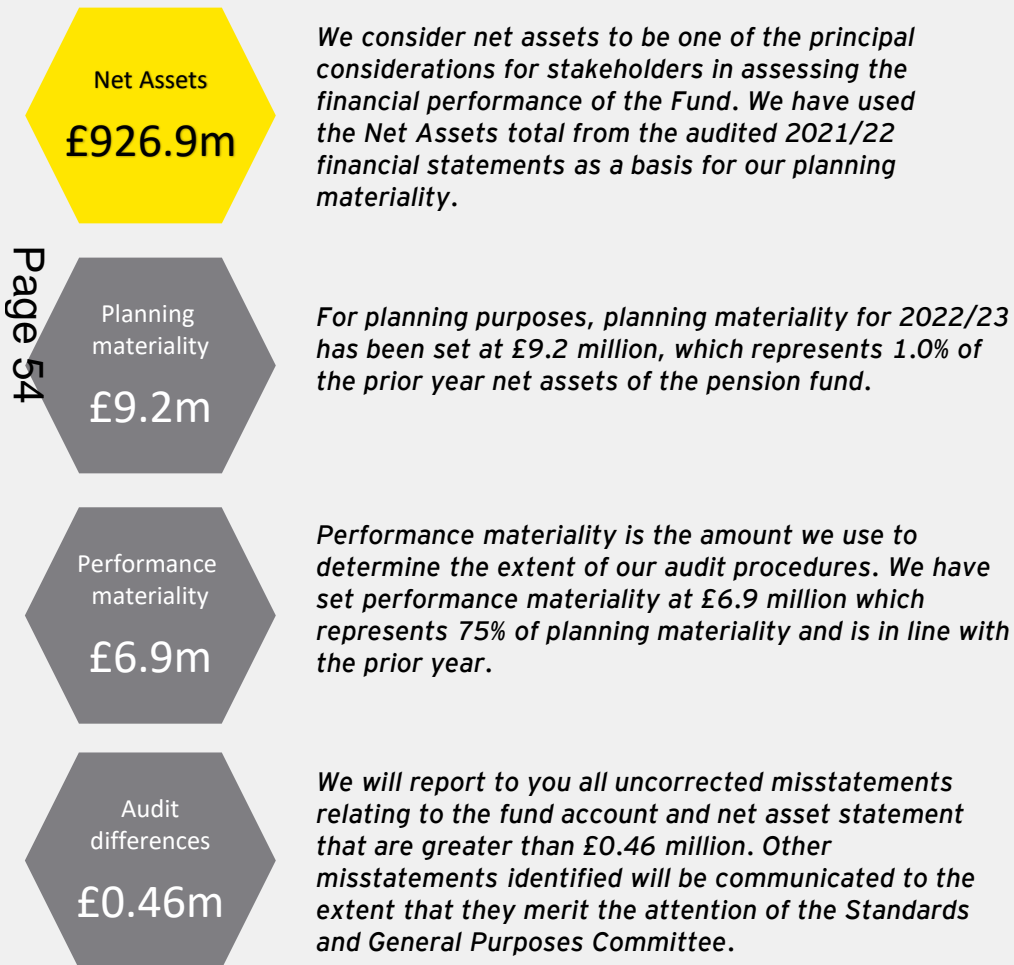 Net Assets
£926.9m
We consider net assets to be one of the principal
considerations for stakeholders in assessing the
financial performance of the Fund. We have used
the Net Assets total from the audited 2021/22
financial statements as a basis for our planning
materiality.
Page 54
Planning
materiality
£9.2m
For planning purposes, planning materiality for 2022/23
has been set at £9.2 million, which represents 1.0% of
the prior year net assets of the pension fund.
Performance
materiality
£6.9m
Performance materiality is the amount we use to
determine the extent of our audit procedures. We have
set performance materiality at £6.9 million which
represents 75% of planning materiality and is in line with
the prior year.
Audit
differences
£0.46m
We will report to you all uncorrected misstatements
relating to the fund account and net asset statement
that are greater than £0.46 million. Other
misstatements identified will be communicated to the
extent that they merit the attention of the Standards
and General Purposes Committee.